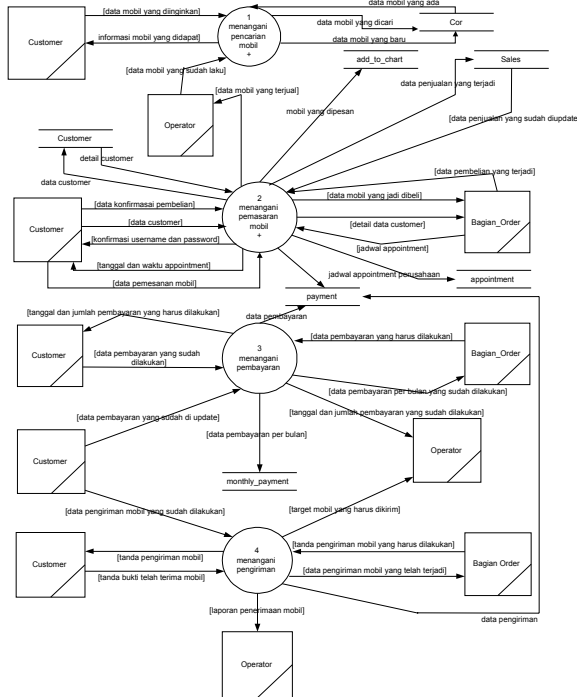 data mobil yang ada
[data mobil yang diinginkan]
1
menangani
pencarian
mobil
+
data mobil yang dicari
Cor
Customer
informasi mobil yang didapat]
data mobil yang baru
[data mobil yang sudah laku]
add_to_chart
Sales
[data mobil yang terjual]
data penjualan yang terjadi
Operator
mobil yang dipesan
[data penjualan yang sudah diupdate
Customer
detail customer
[data pembelian yang terjadi]
data customer
2
menangani
pemasaran
mobil
+
[data mobil yang jadi dibeli]
[data konfirmasai pembelian]
Customer
[data customer]
[detail data customer]
Bagian_Order
[konfirmasi username dan password]
[jadwal appointment]
[tanggal dan waktu appointment]
jadwal appointment perusahaan
appointment
[data pemesanan mobil]
payment
[tanggal dan jumlah pembayaran yang harus dilakukan]
data pembayaran
[data pembayaran yang harus dilakukan]
3
menangani
pembayaran
Customer
[data pembayaran yang sudah
dilakukan]
Bagian_Order
[data pembayaran per bulan yang sudah dilakukan]
[tanggal dan jumlah pembayaran yang sudah dilakukan]
[data pembayaran yang sudah di update]
[data pembayaran per bulan]
Operator
Customer
monthly_payment
[data pengiriman mobil yang sudah dilakukan]
[target mobil yang harus dikirim]
4
menangani
pengiriman
[tanda pengiriman mobil yang harus dilakukan]
Customer
[tanda pengiriman mobil]
Bagian Order
[data pengiriman mobil yang telah terjadi]
[tanda bukti telah terima mobil]
[laporan penerimaan mobil]
data pengiriman
Operator